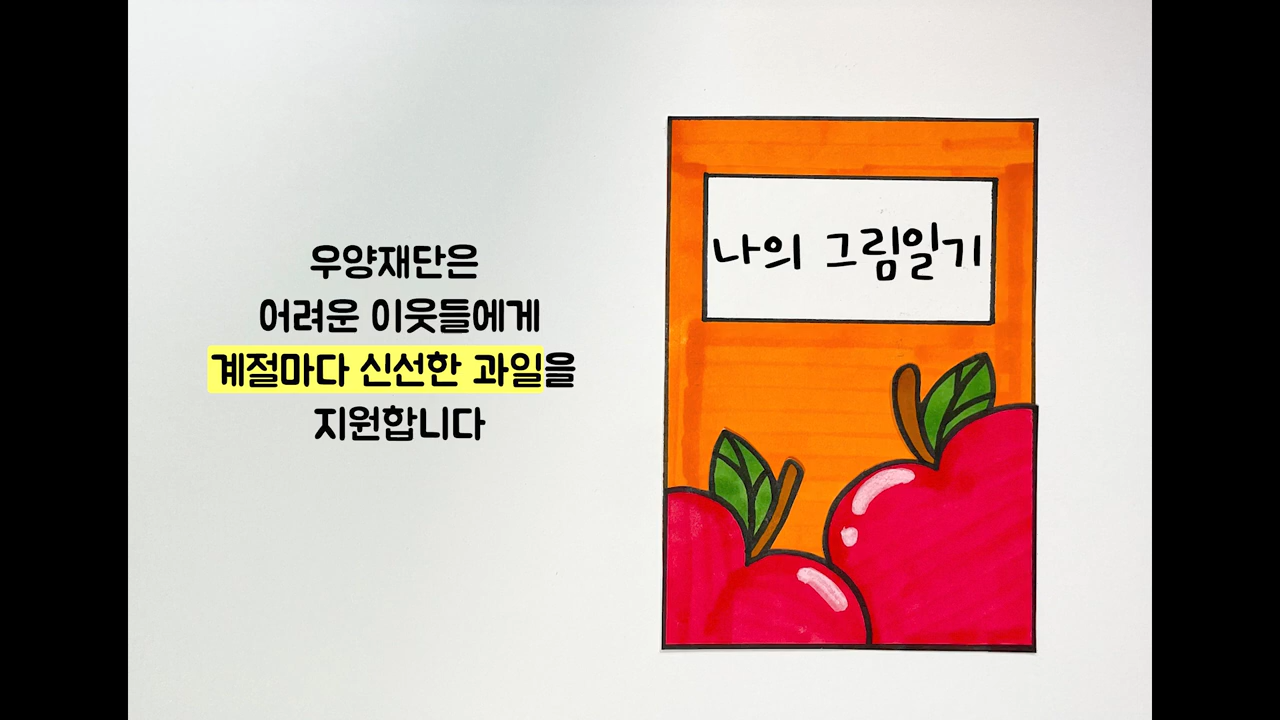 우양재단은
어려운 이웃들에게
계절마다 신선한 과일을
지원합니다
나의 그림일기